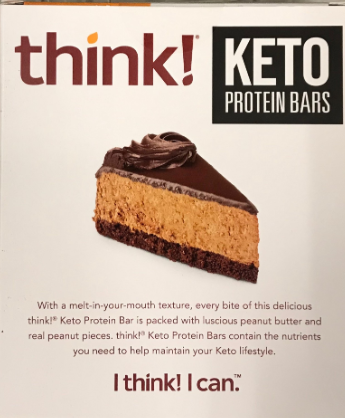 think!®
KETO
PROTEIN BARS
With a melt-in-your-mouth texture, every bite of this delicious
think!® Keto Protein Bar is packed with luscious peanut butter and
real peanut pieces. think!® Keto Protein Bars contain the nutrients
you need to help maintain your Keto lifestyle.
I think! I can.™